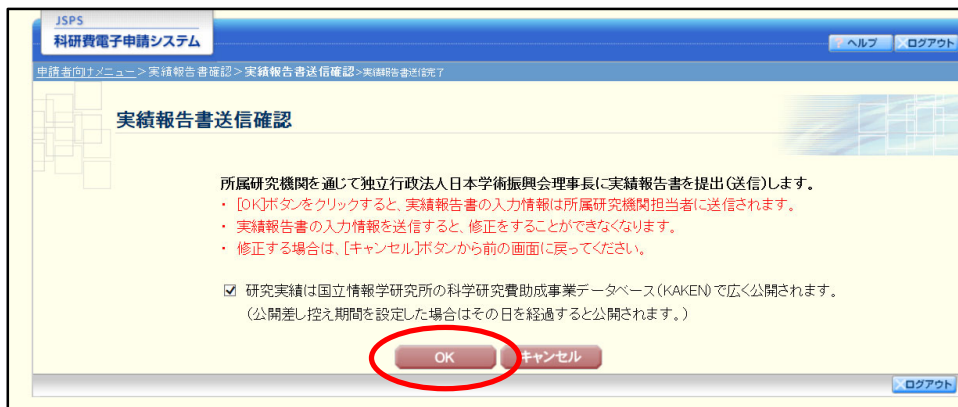 JSPS
科研費電子申請システム
? ヘルプ
ログアウト
申請者向けメニュー>実績報告書確認>実績報告書送信確認>実績報告書送信完了
実績報告書送信確認
所属研究機関を通じて独立行政法人日本学術振興会理事長に実績報告書を提出(送信)します。
・ [OK]ボタンをクリックすると、実績報告書の入力情報は所属研究機関担当者に送信されます。
・ 実績報告書の入力情報を送信すると、修正をすることができなくなります。
・ 修正する場合は、[キャンセル]ボタンから前の画面に戻ってください。
研究実績は国立情報学研究所の科学研究費助成事業データベース(KAKEN)で広く公開されます。
(公開差し控え期間を設定した場合はその日を経過すると公開されます。)
OK
キャンセル
ログアウト